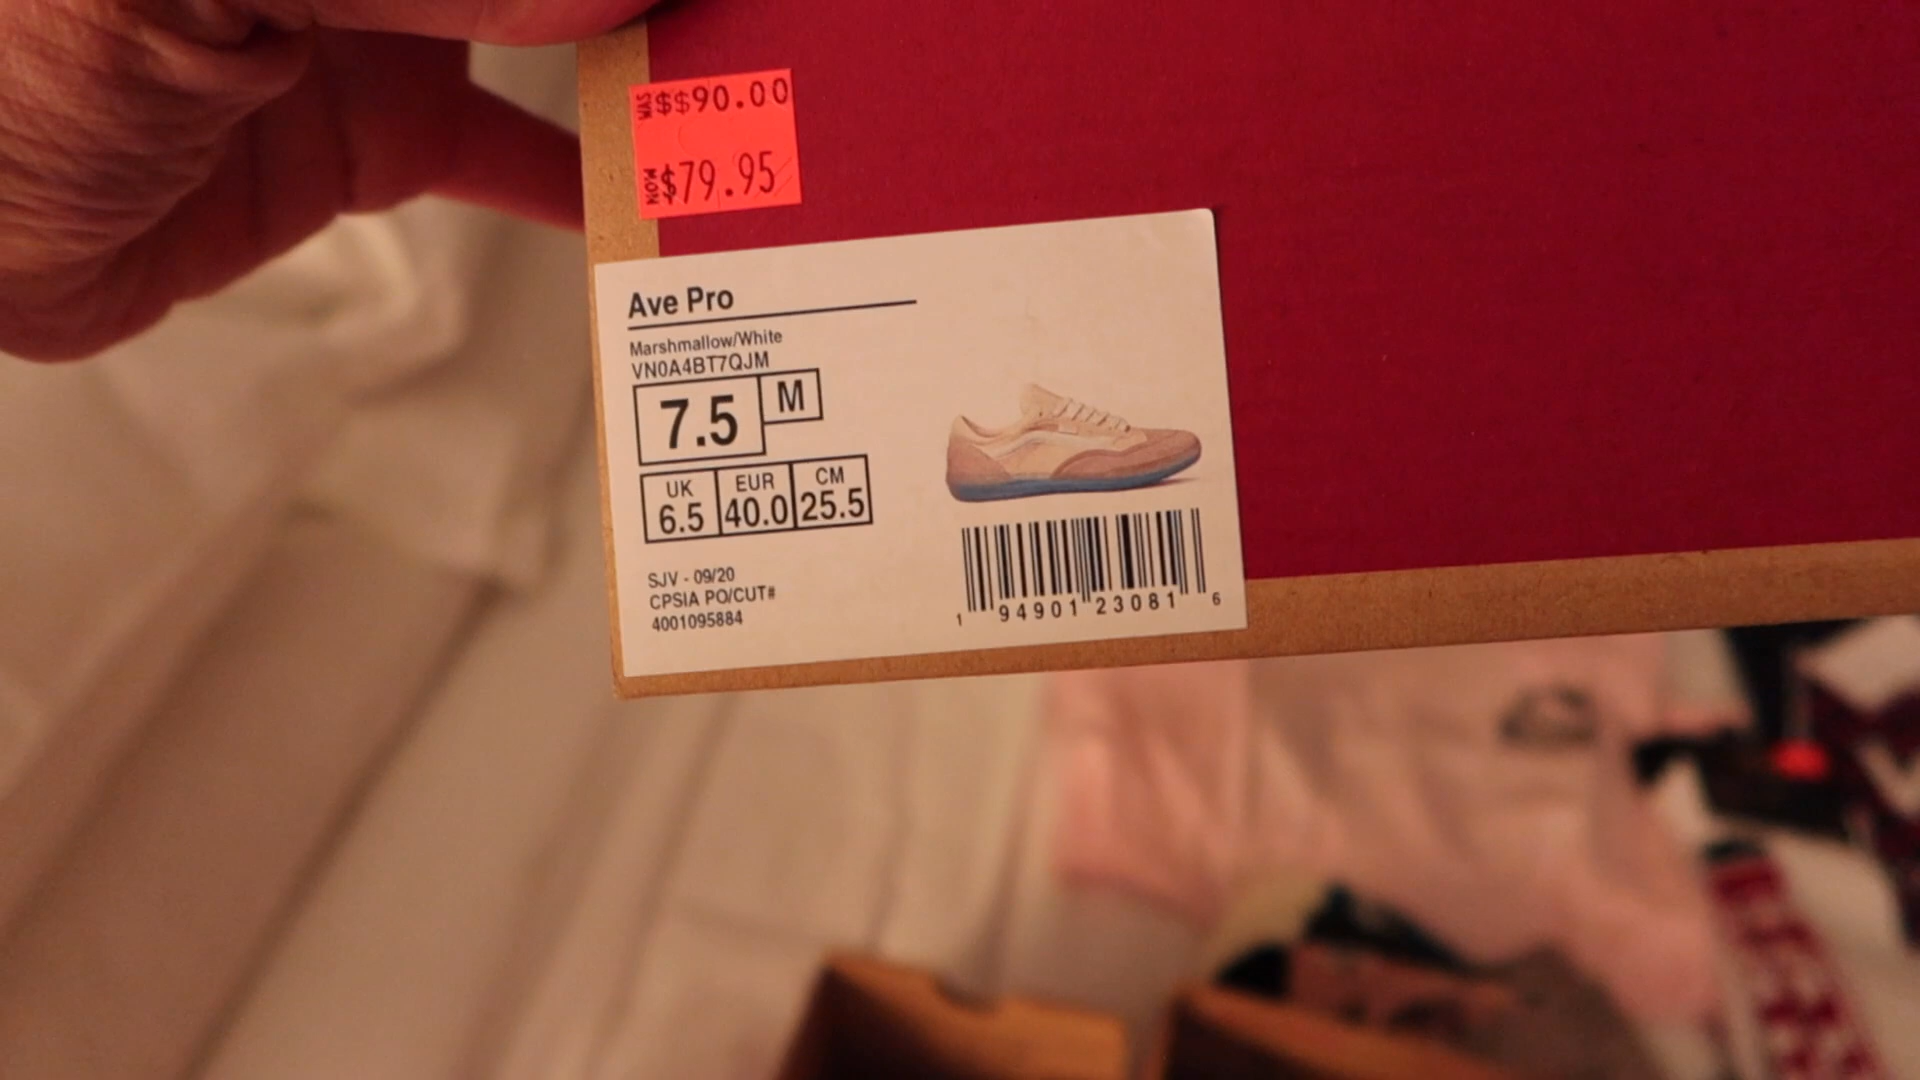 WAS $$90.00
NOW $79.95
Ave Pro
Marshmallow/White
VN0A4BT7QJM
7.5 M
UK EUR CM
6.5 40.0 25.5
SJV - 09/20
CPSIA PO/CUT#
4001095884
1 94901 23081 6